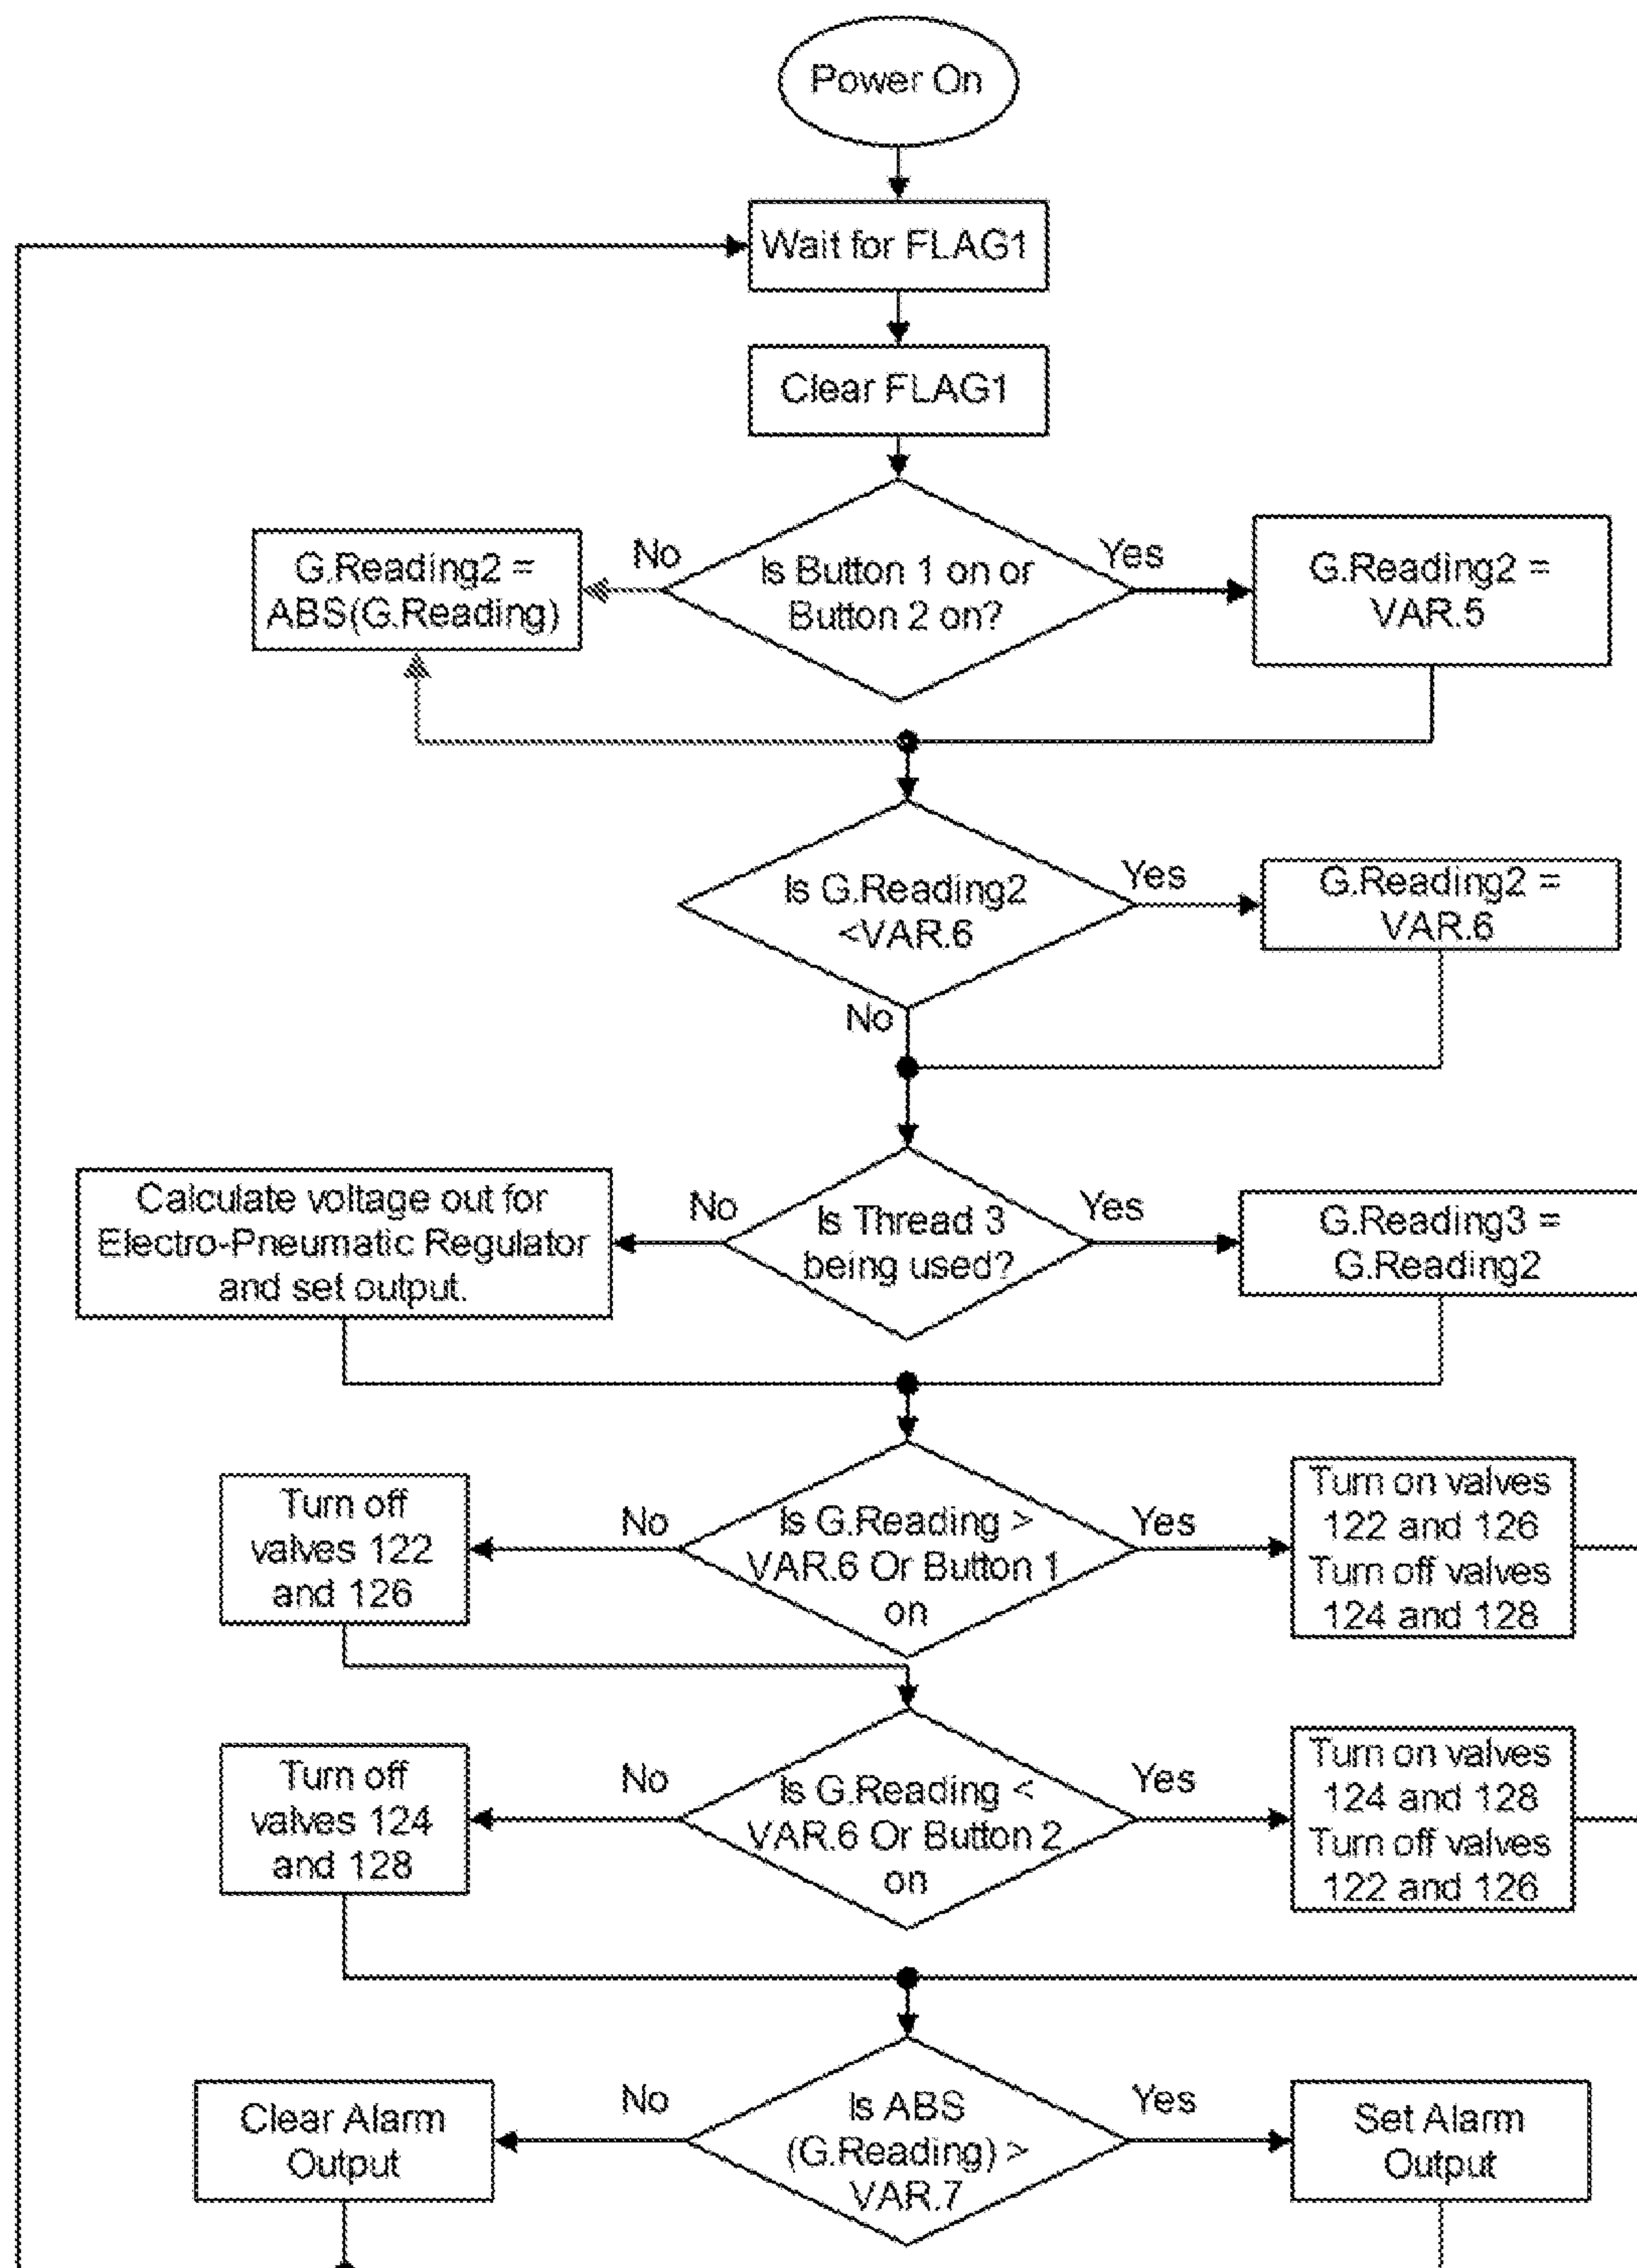 Power On
Wait for FLAG1
Clear FLAG1
G.Reading2 =
ABS(G.Reading)
No
Is Button 1 on or
Button 2 on?
Yes
G.Reading2 =
VAR.5
Is G.Reading2
<VAR.6
Yes
G.Reading2 =
VAR.6
No
Calculate voltage out for
Electro-Pneumatic Regulator
and set output.
No
Is Thread 3
being used?
Yes
G.Reading3 =
G.Reading2
Turn off
valves 122
and 126
No
Is G.Reading >
VAR.6 Or Button 1
on
Yes
Turn on valves
122 and 126
Turn off valves
124 and 128
Turn off
valves 124
and 128
No
Is G.Reading <
VAR.6 Or Button 2
on
Yes
Turn on valves
124 and 128
Turn off valves
122 and 126
Clear Alarm
Output
No
Is ABS
(G.Reading) >
VAR.7
Yes
Set Alarm
Output